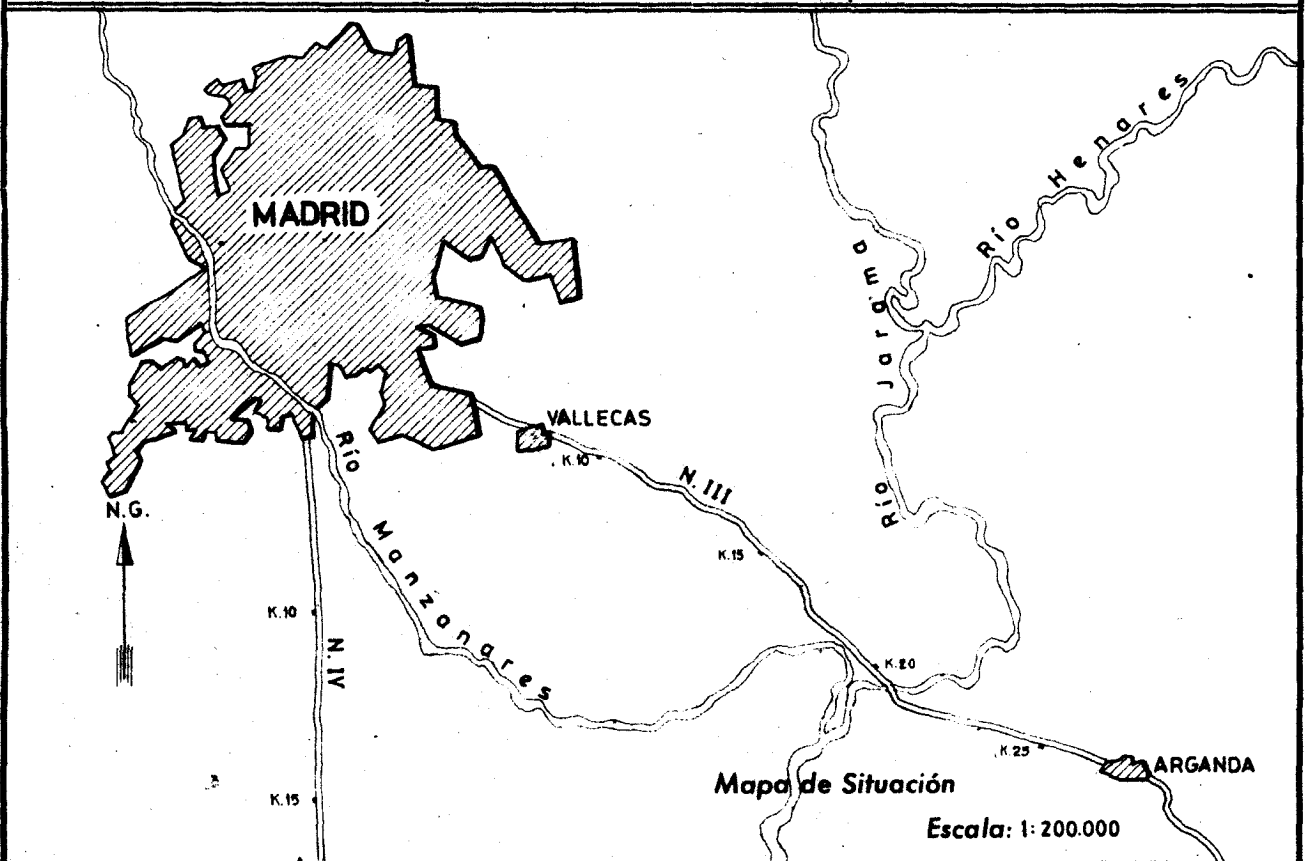 MADRID
Río Henares
Río Jarama
VALLECAS
Río Manzanares
K.10
N.III
N.G.
K.15
K.10
N.IV
K.20
K.25
ARGANDA
Mapa de Situación
K.15
Escala: 1:200.000